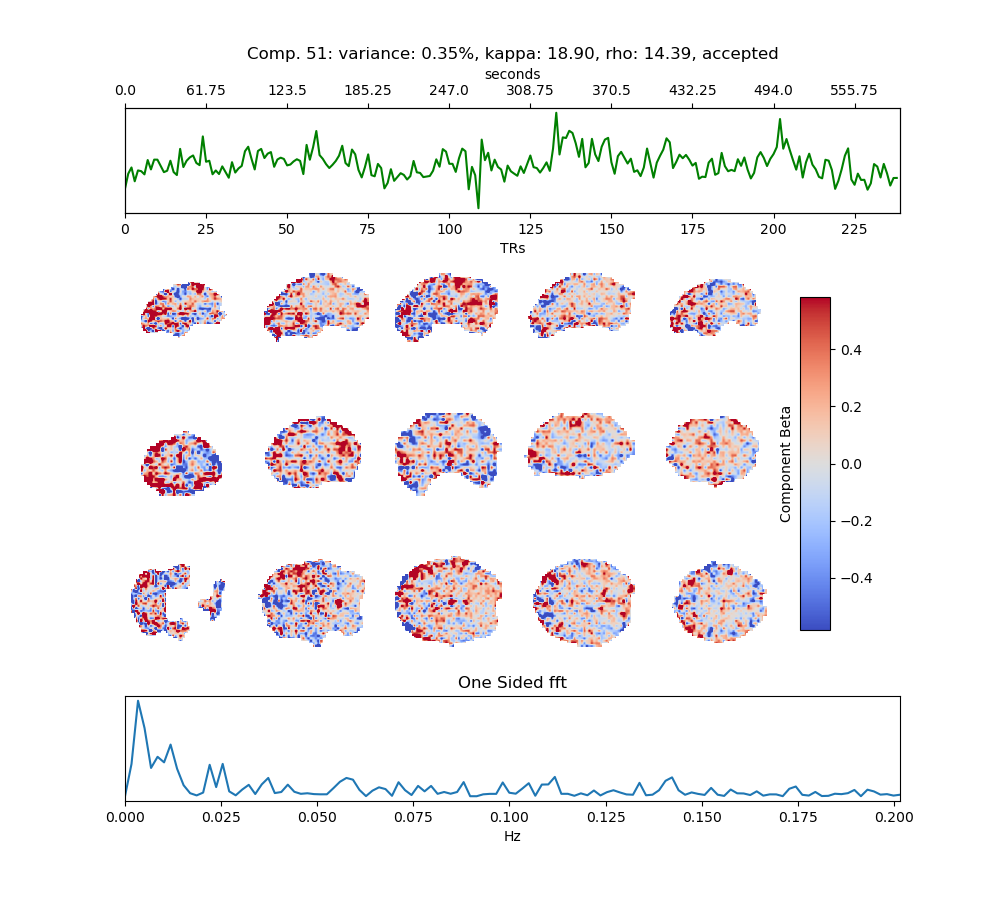 Comp. 51: variance: 0.35%, kappa: 18.90, rho: 14.39, accepted
seconds
0.0 61.75 123.5 185.25 247.0 308.75 370.5 432.25 494.0 555.75
0 25 50 75 100 125 150 175 200 225
TRs
0.4
0.2
0.0
−0.2
−0.4
Component Beta
One Sided fft
0.000 0.025 0.050 0.075 0.100 0.125 0.150 0.175 0.200
Hz